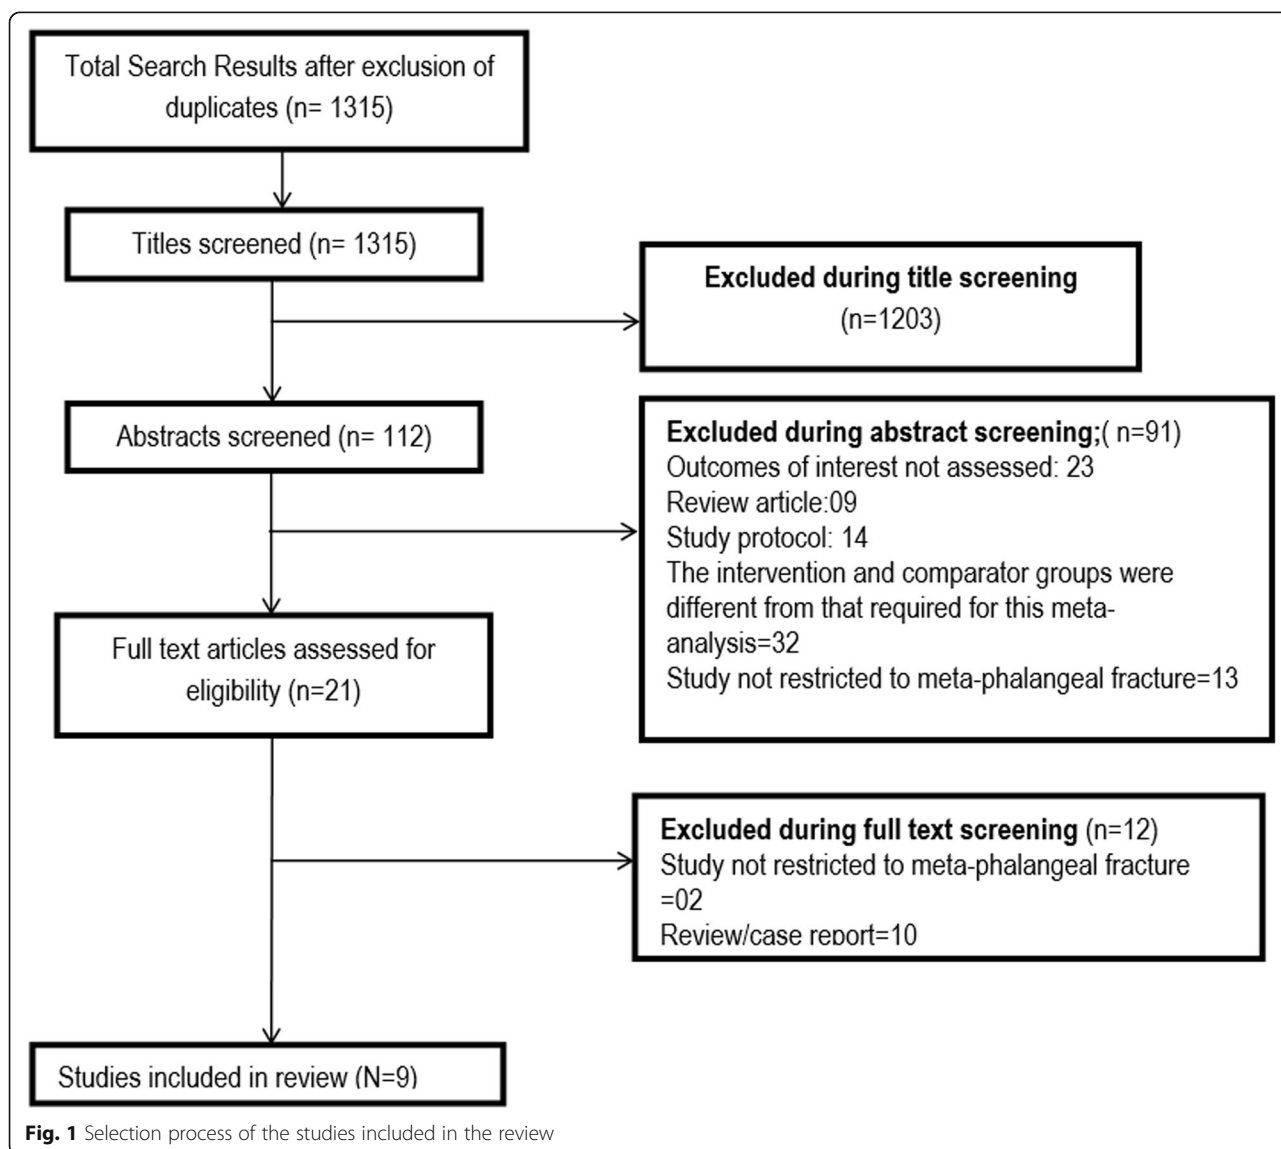 Total Search Results after exclusion of
duplicates (n= 1315)
Titles screened (n= 1315)
Excluded during title screening
(n=1203)
Abstracts screened (n= 112)
Excluded during abstract screening;( n=91)
Outcomes of interest not assessed: 23
Review article:09
Study protocol: 14
The intervention and comparator groups were
different from that required for this meta-
analysis=32
Study not restricted to meta-phalangeal fracture=13
Full text articles assessed for
eligibility (n=21)
Excluded during full text screening (n=12)
Study not restricted to meta-phalangeal fracture
=02
Review/case report=10
Studies included in review (N=9)
Fig. 1 Selection process of the studies included in the review